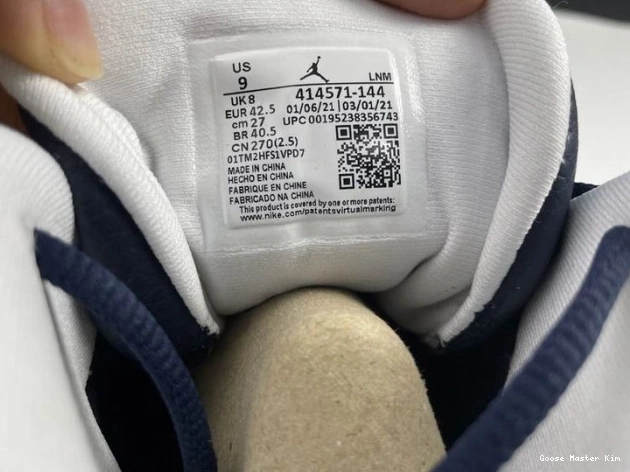 US
9
LNM
UK 8
414571-144
EUR 42.5
01/06/21 | 03/01/21
cm 27
UPC 00195238356743
BR 40.5
CN 270(2.5)
01TM2HFS1VPD7
MADE IN CHINA
HECHO EN CHINA
FABRIQUE EN CHINE
FABRICADO NA CHINA
This product is covered by one or more patents:
www.nike.com/patentsvirtualmarking
Goose Master Kim